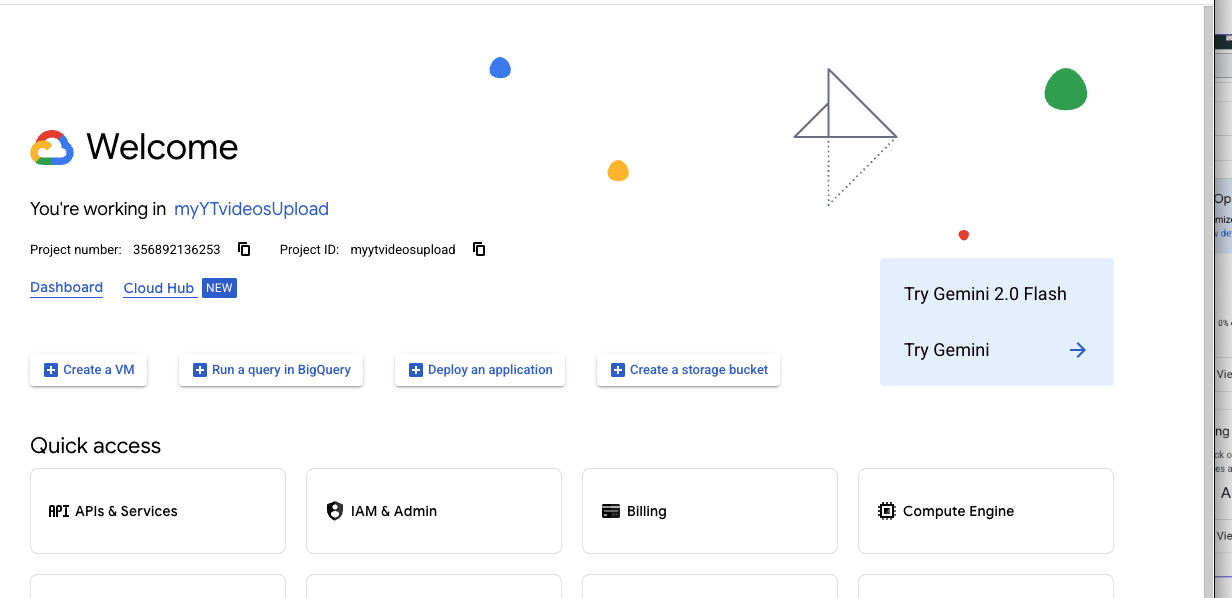 Welcome
You're working in myYTvideosUpload
Project number: 356892136253 Project ID: myytvideosupload
Dashboard Cloud Hub NEW
Try Gemini 2.0 Flash
Try Gemini
Create a VM Run a query in BigQuery Deploy an application Create a storage bucket
Quick access
API APIs & Services IAM & Admin Billing Compute Engine